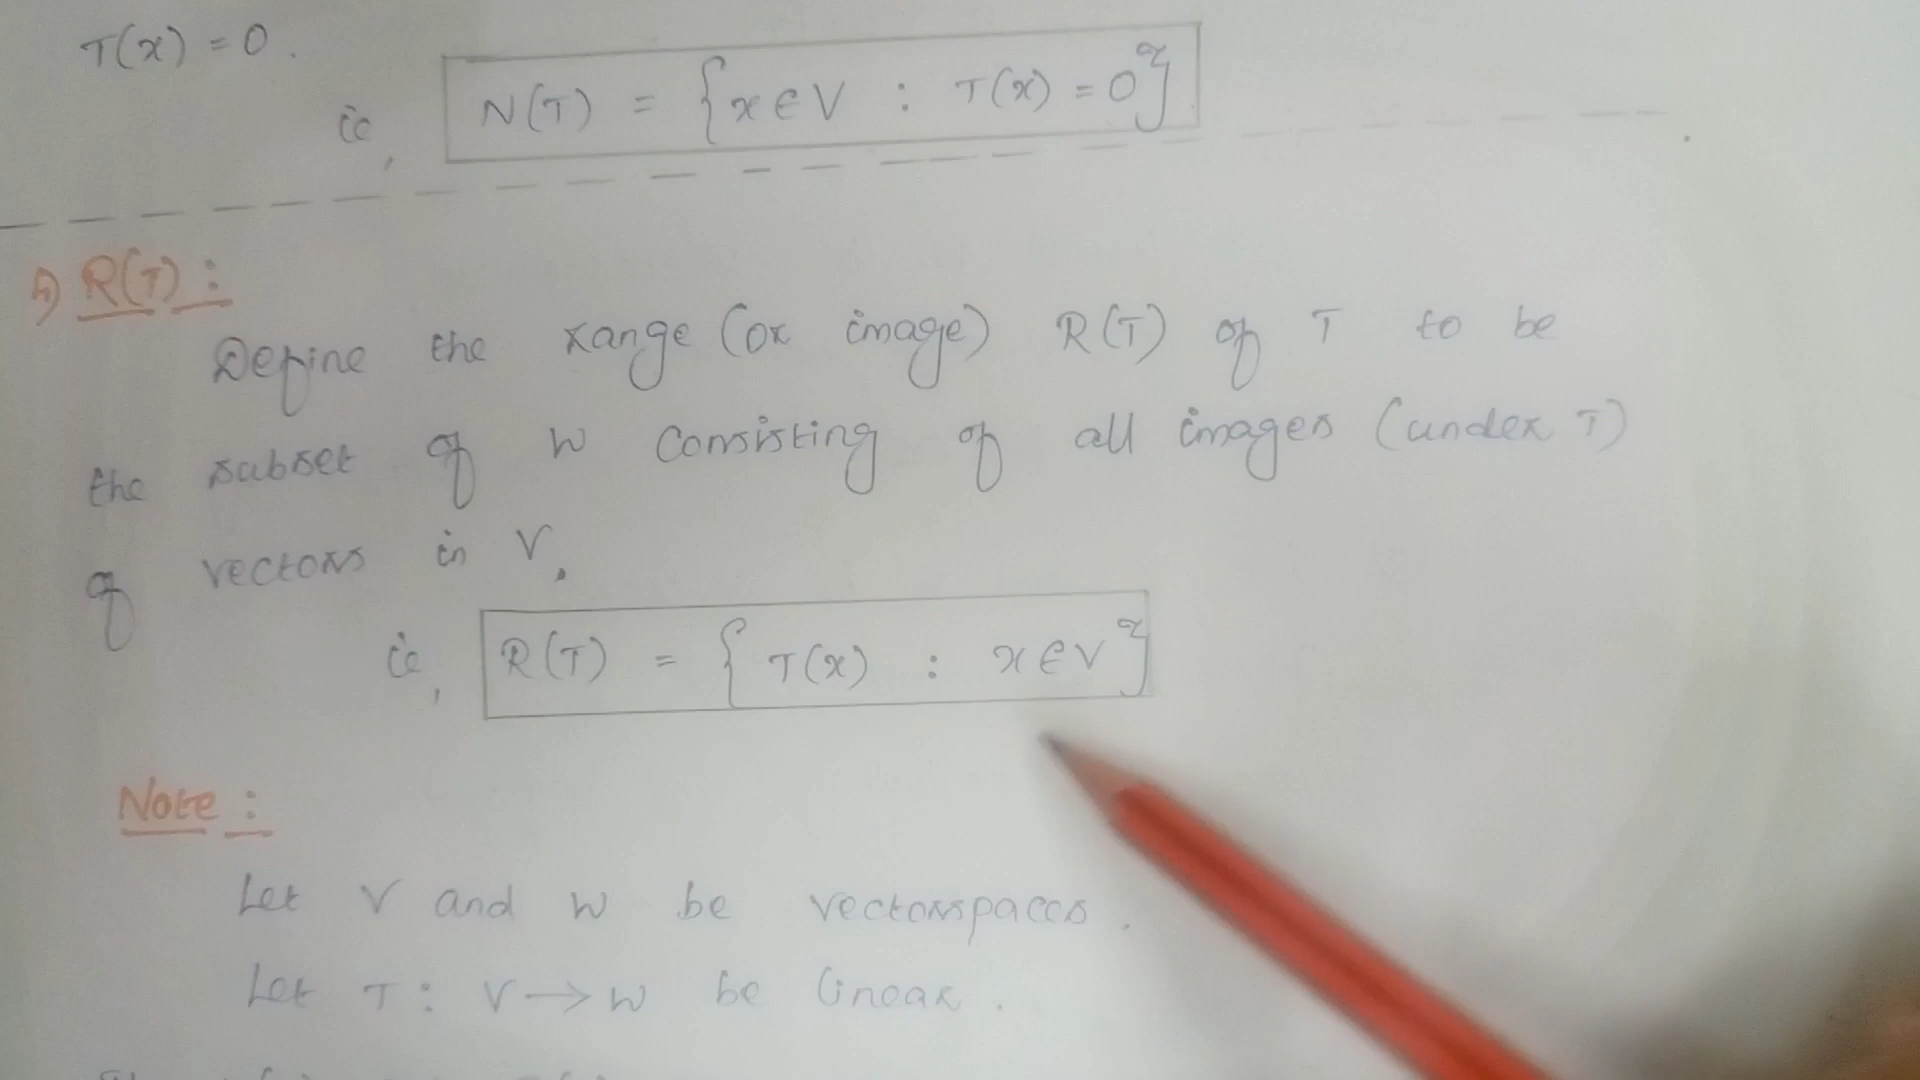 T(x) = 0.
ie, N(T) = {x ∈ V : T(x) = 0}
R(T) :
Define the range (or image) R(T) of T to be
the subset of W consisting of all images (under T)
of vectors in V.
ie, R(T) = { T(x) : x ∈ V}
Note :
Let V and W be vectorspaces.
Let T : V → W be linear.